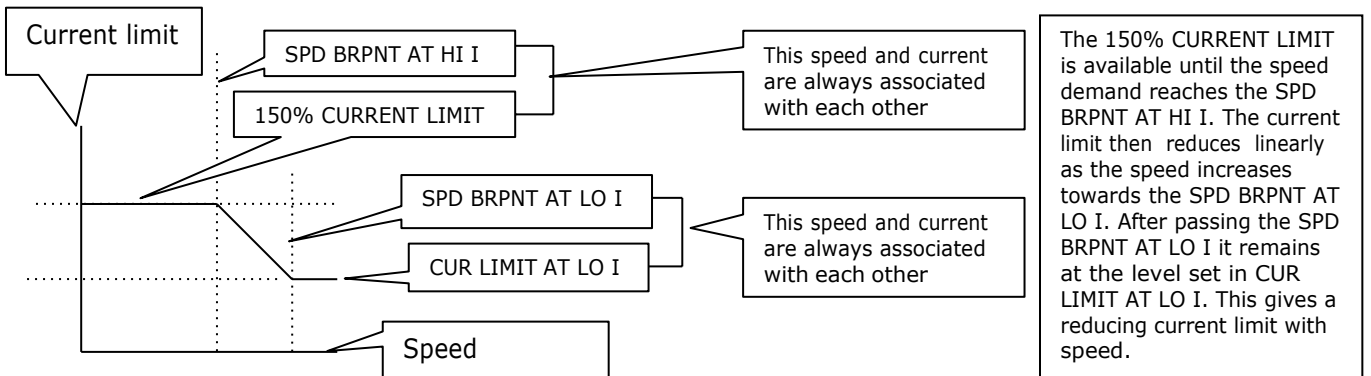 Current limit
SPD BRPNT AT HI I
150% CURRENT LIMIT
This speed and current
are always associated
with each other
SPD BRPNT AT LO I
CUR LIMIT AT LO I
This speed and current
are always associated
with each other
Speed
The 150% CURRENT LIMIT
is available until the speed
demand reaches the SPD
BRPNT AT HI I. The current
limit then reduces linearly
as the speed increases
towards the SPD BRPNT AT
LO I. After passing the SPD
BRPNT AT LO I it remains
at the level set in CUR
LIMIT AT LO I. This gives a
reducing current limit with
speed.